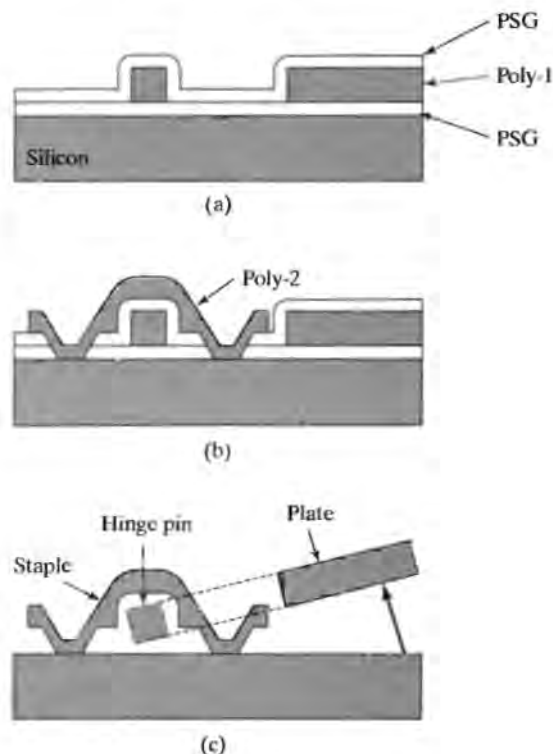 PSG
Poly-1
PSG
Silicon
(a)
Poly-2
(b)
Hinge pin
Plate
Staple
(c)